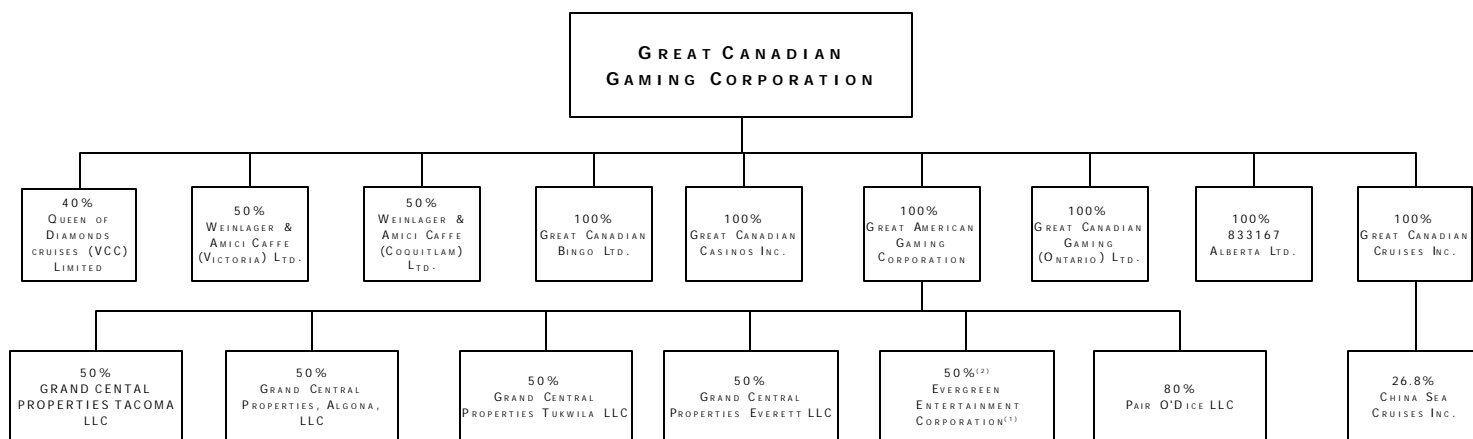 GREAT CANADIAN
GAMING CORPORATION
40%
QUEEN OF
DIAMONDS
CRUISES (VCC)
LIMITED
50%
WEINLAGER &
AMICI CAFFE
(VICTORIA) LTD.
50%
WEINLAGER &
AMICI CAFFE
(COQUITLAM)
LTD.
100%
GREAT CANADIAN
BINGO LTD.
100%
GREAT CANADIAN
CASINOS INC.
100%
GREAT AMERICAN
GAMING
CORPORATION
100%
GREAT CANADIAN
GAMING
(ONTARIO) LTD.
100%
833167
ALBERTA LTD.
100%
GREAT CANADIAN
CRUISES INC.
50%
GRAND CENTAL
PROPERTIES TACOMA
LLC
50%
GRAND CENTRAL
PROPERTIES, ALGONA,
LLC
50%
GRAND CENTRAL
PROPERTIES TUKWILA LLC
50%
GRAND CENTRAL
PROPERTIES EVERETT LLC
50%(2)
EVERGREEN
ENTERTAINMENT
CORPORATION(1)
80%
PAIR O'DICE LLC
26.8%
CHINA SEA
CRUISES INC.